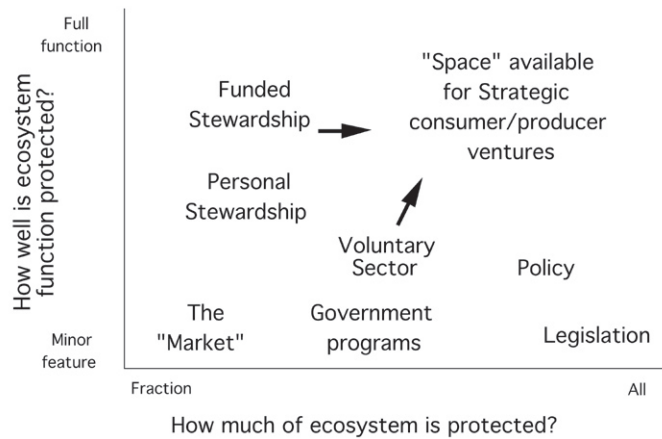 Full
function
"Space" available
for Strategic
consumer/producer
ventures
Funded
Stewardship
How well is ecosystem
function protected?
Personal
Stewardship
Voluntary
Sector
Policy
The
"Market"
Government
programs
Legislation
Minor
feature
Fraction
All
How much of ecosystem is protected?